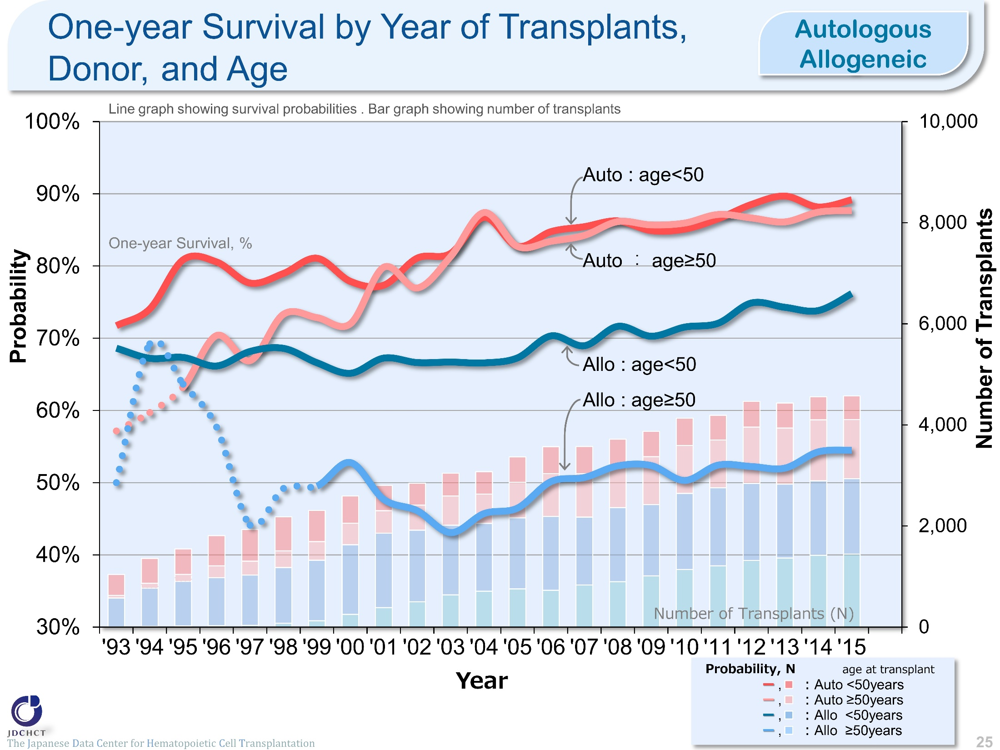 One-year Survival by Year of Transplants,
Donor, and Age
Autologous
Allogeneic
Line graph showing survival probabilities . Bar graph showing number of transplants
100%
90%
80%
70%
60%
50%
40%
30%
Probability
10,000
8,000
6,000
4,000
2,000
0
Number of Transplants
One-year Survival, %
Auto : age<50
Auto : age≥50
Allo : age<50
Allo : age≥50
Number of Transplants (N)
'93 '94 '95 '96 '97 '98 '99 '00 '01 '02 '03 '04 '05 '06 '07 '08 '09 '10 '11 '12 '13 '14 '15
Year
Probability, N age at transplant
, : Auto <50years
, : Auto ≥50years
, : Allo <50years
, : Allo ≥50years
JDCHCT
The Japanese Data Center for Hematopoietic Cell Transplantation
25